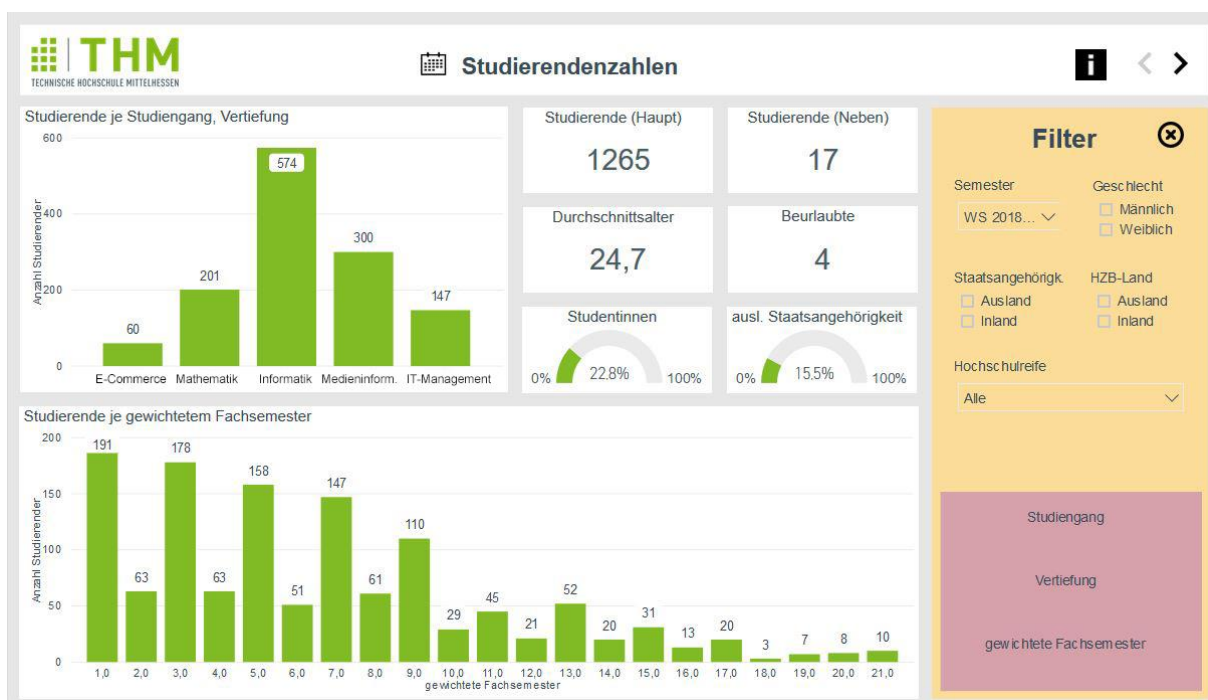 THM
TECHNISCHE HOCHSCHULE MITTELHESSEN
Studierendenzahlen
i
Studierende je Studiengang, Vertiefung
600
400
200
0
Anzahl Studierender
60
201
574
300
147
E-Commerce Mathematik Informatik Medieninform. IT-Management
Studierende (Haupt)
1265
Studierende (Neben)
17
Durchschnittsalter
24,7
Beurlaubte
4
Studentinnen
0% 22,8% 100%
ausl. Staatsangehörigkeit
0% 15,5% 100%
Studierende je gewichtetem Fachsemester
200
150
100
50
0
Anzahl Studierender
191 63 178 63 158 51 147 61 110 29 45 21 52 20 31 13 20 3 7 8 10
1,0 2,0 3,0 4,0 5,0 6,0 7,0 8,0 9,0 10,0 11,0 12,0 13,0 14,0 15,0 16,0 17,0 18,0 19,0 20,0 21,0
gewichtete Fachsemester
Filter
Semester
WS 2018...
Geschlecht
Männlich
Weiblich
Staatsangehörigk.
Ausland
Inland
HZB-Land
Ausland
Inland
Hochschulreife
Alle
Studiengang
Vertiefung
gewichtete Fachsemester